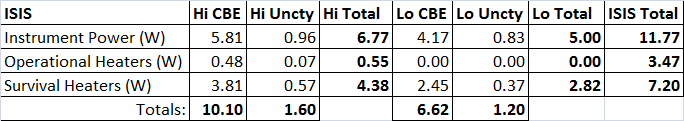 ISIS Hi CBE Hi Uncty Hi Total Lo CBE Lo Uncty Lo Total ISIS Total
Instrument Power (W) 5.81 0.96 6.77 4.17 0.83 5.00 11.77
Operational Heaters (W) 0.48 0.07 0.55 0.00 0.00 0.00 3.47
Survival Heaters (W) 3.81 0.57 4.38 2.45 0.37 2.82 7.20
Totals: 10.10 1.60 6.62 1.20